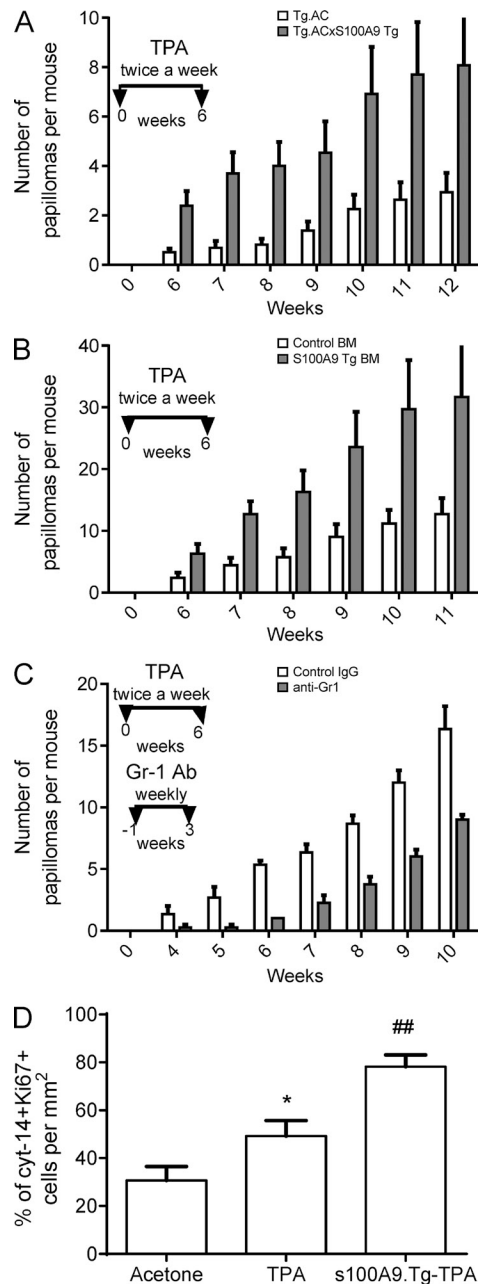 A
Tg.AC
Tg.ACxS100A9 Tg
TPA
twice a week
0 6
weeks
Number of
papillomas per mouse
10
8
6
4
2
0
0 6 7 8 9 10 11 12
Weeks
B
Control BM
S100A9 Tg BM
TPA
twice a week
0 6
weeks
Number of
papillomas per mouse
40
30
20
10
0
0 6 7 8 9 10 11
Weeks
C
Control IgG
anti-Gr1
TPA
twice a week
0 6
weeks
Gr-1 Ab
weekly
-1 3
weeks
Number of
papillomas per mouse
20
15
10
5
0
0 4 5 6 7 8 9 10
Weeks
D
% of cyt-14+Ki67+
cells per mm²
100
80
60
40
20
0
*
##
Acetone TPA s100A9.Tg-TPA